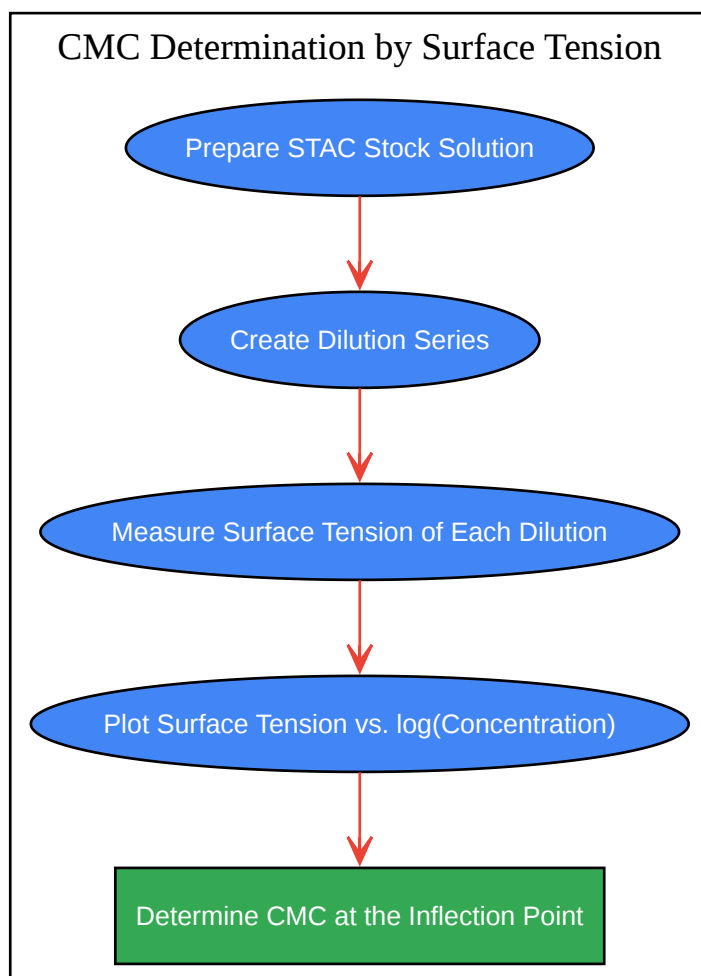 CMC Determination by Surface Tension
Prepare STAC Stock Solution
Create Dilution Series
Measure Surface Tension of Each Dilution
Plot Surface Tension vs. log(Concentration)
Determine CMC at the Inflection Point